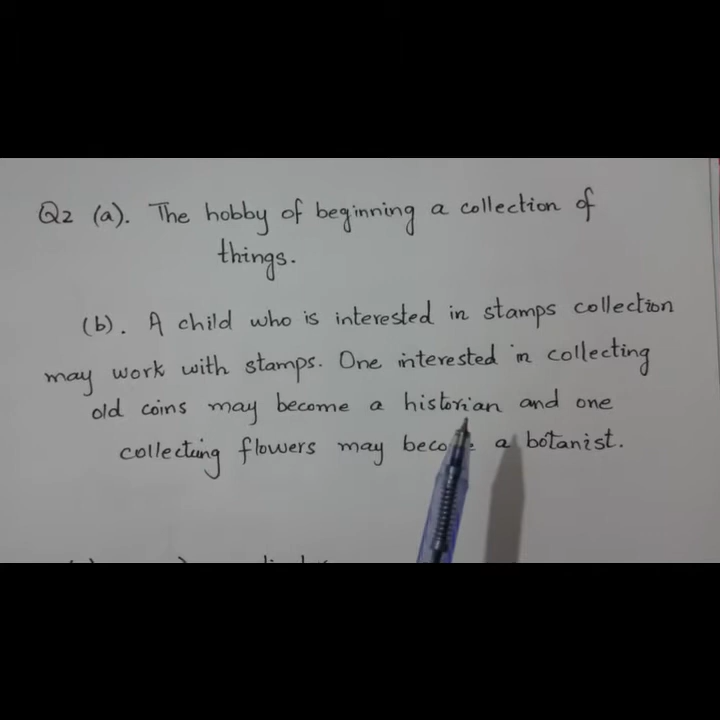 Q2 (a). The hobby of beginning a collection of
things.
(b). A child who is interested in stamps collection
may work with stamps. One interested in collecting
old coins may become a historian and one
collecting flowers may become a botanist.